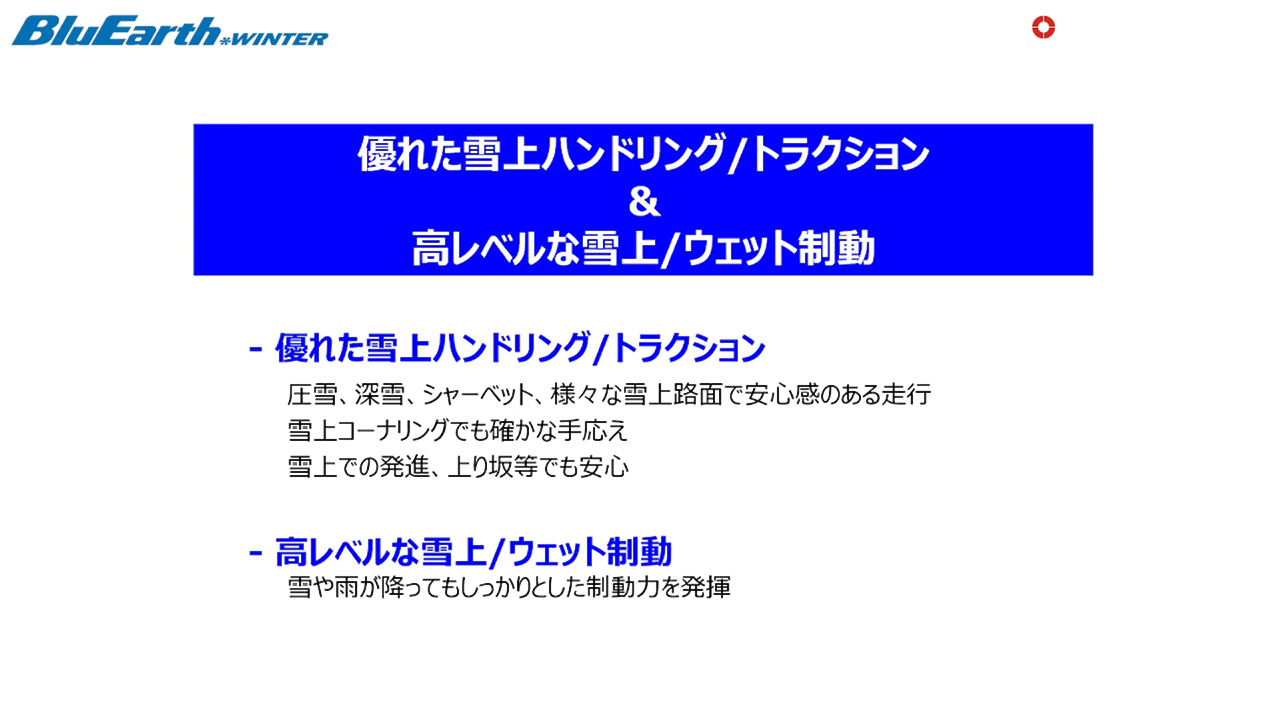 BluEarth*WINTER
優れた雪上ハンドリング/トラクション
&
高レベルな雪上/ウェット制動
- 優れた雪上ハンドリング/トラクション
圧雪、深雪、シャーベット、様々な雪上路面で安心感のある走行
雪上コーナリングでも確かな手応え
雪上での発進、上り坂等でも安心
- 高レベルな雪上/ウェット制動
雪や雨が降ってもしっかりとした制動力を発揮